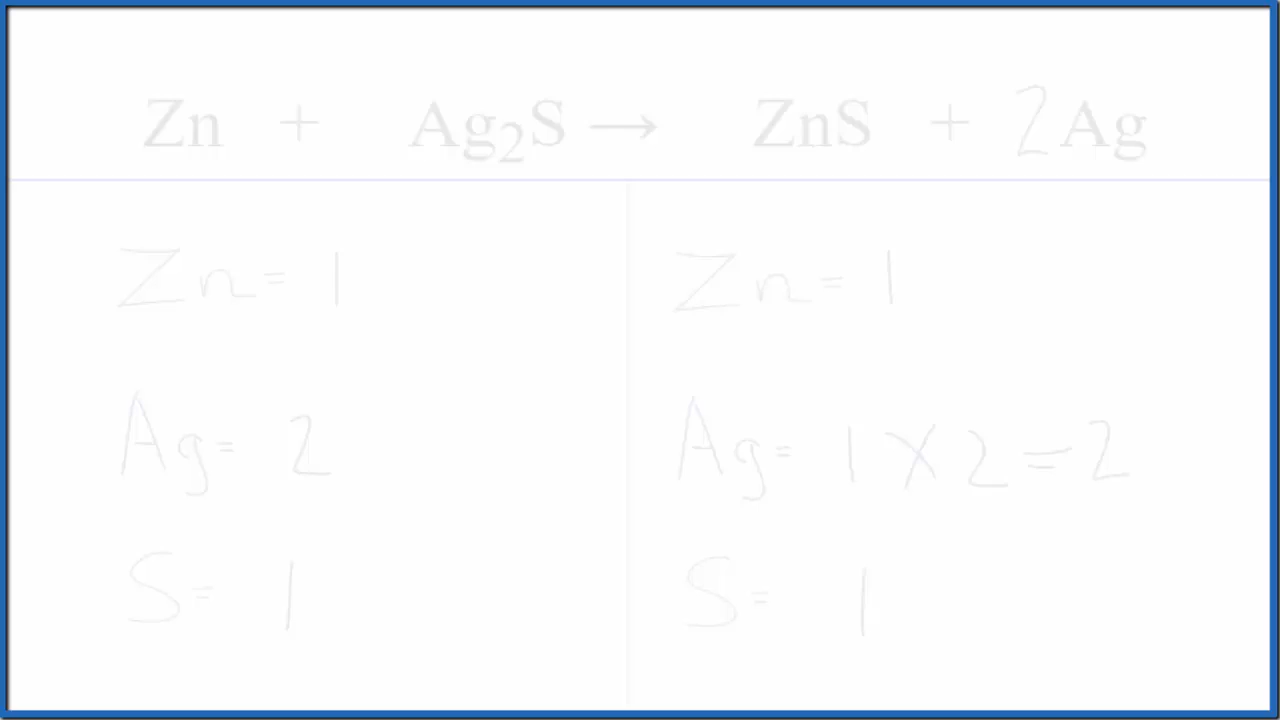 Zn + Ag₂S → ZnS + 2Ag
Zn = 1 Zn = 1
Ag = 2 Ag = 1 X 2 = 2
S = 1 S = 1